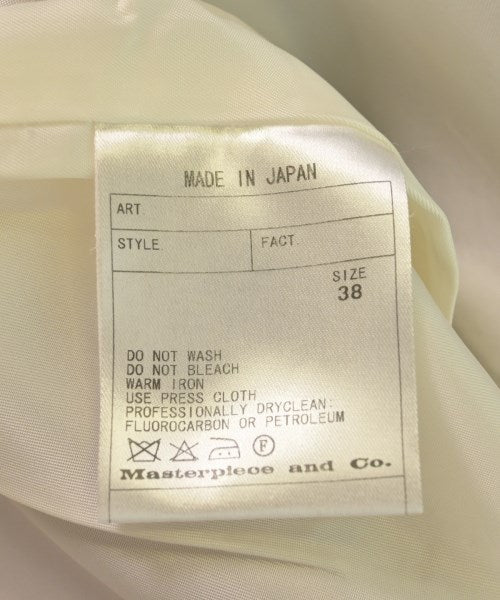 MADE IN JAPAN
ART.
STYLE. FACT.
SIZE
38
DO NOT WASH
DO NOT BLEACH
WARM IRON
USE PRESS CLOTH
PROFESSIONALLY DRYCLEAN:
FLUOROCARBON OR PETROLEUM
F
Masterpiece and Co.